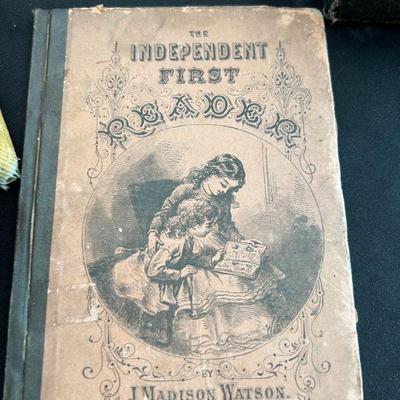 THE
INDEPENDENT
FIRST
READER
BY
J. MADISON WATSON.